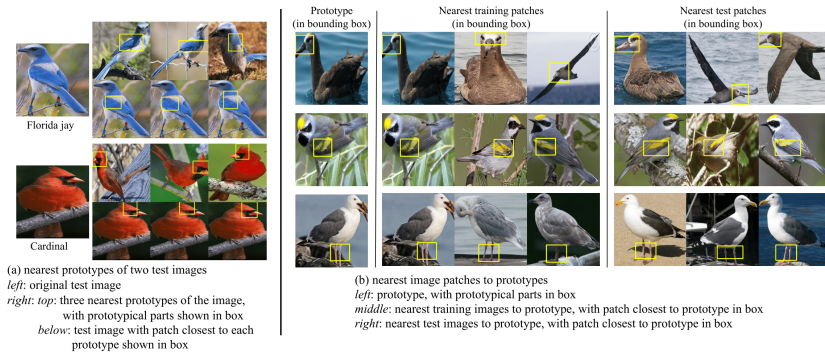 Prototype
(in bounding box)
Nearest training patches
(in bounding box)
Nearest test patches
(in bounding box)
Florida jay
Cardinal
(a) nearest prototypes of two test images
left: original test image
right: top: three nearest prototypes of the image,
with prototypical parts shown in box
below: test image with patch closest to each
prototype shown in box
(b) nearest image patches to prototypes
left: prototype, with prototypical parts in box
middle: nearest training images to prototype, with patch closest to prototype in box
right: nearest test images to prototype, with patch closest to prototype in box